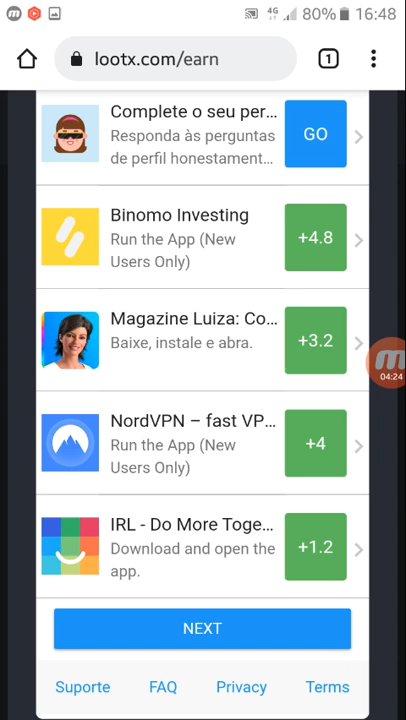 4G 80% 16:48
lootx.com/earn
1
Complete o seu per...
Responda às perguntas
de perfil honestament...
GO
Binomo Investing
Run the App (New
Users Only)
+4.8
Magazine Luiza: Co...
Baixe, instale e abra.
+3.2
NordVPN – fast VP...
Run the App (New
Users Only)
+4
IRL - Do More Toge...
Download and open the
app.
+1.2
04:24
NEXT
Suporte FAQ Privacy Terms